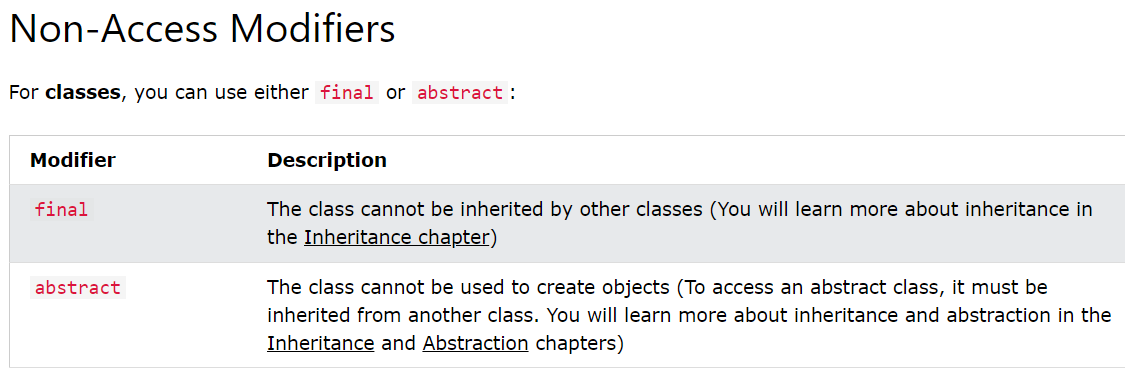 Non-Access Modifiers
For classes, you can use either final or abstract:
Modifier Description
final The class cannot be inherited by other classes (You will learn more about inheritance in
the Inheritance chapter)
abstract The class cannot be used to create objects (To access an abstract class, it must be
inherited from another class. You will learn more about inheritance and abstraction in the
Inheritance and Abstraction chapters)